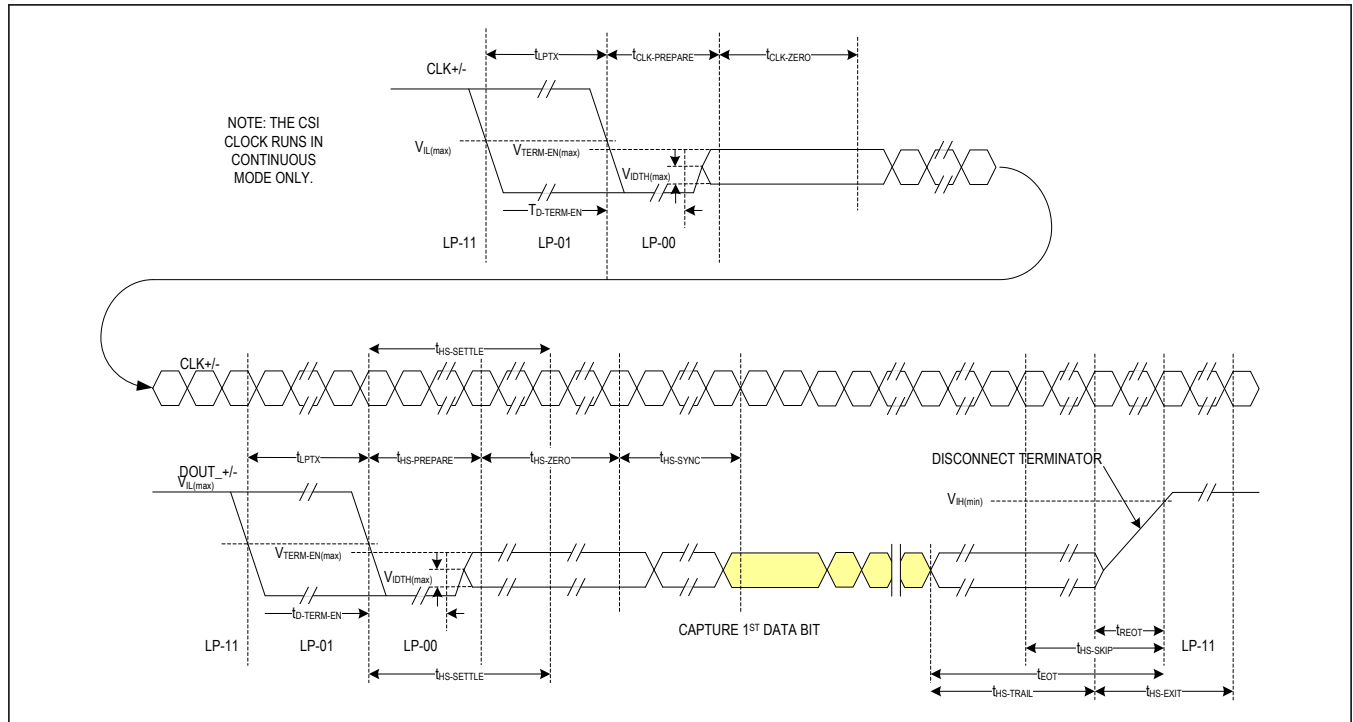 tLPTX
tCLK-PREPARE
tCLK-ZERO
CLK+/-
NOTE: THE CSI
CLOCK RUNS IN
CONTINUOUS
MODE ONLY.
VIL(max)
VTERM-EN(max)
VIDTH(max)
TD-TERM-EN
LP-11
LP-01
LP-00
tHS-SETTLE
CLK+/-
tLPTX
tHS-PREPARE
tHS-ZERO
tHS-SYNC
DOUT_+/-
VIL(max)
DISCONNECT TERMINATOR
VIH(min)
VTERM-EN(max)
VIDTH(max)
tD-TERM-EN
CAPTURE 1ST DATA BIT
tREOT
LP-11
LP-01
LP-00
tHS-SKIP
LP-11
tHS-SETTLE
tEOT
tHS-TRAIL
tHS-EXIT